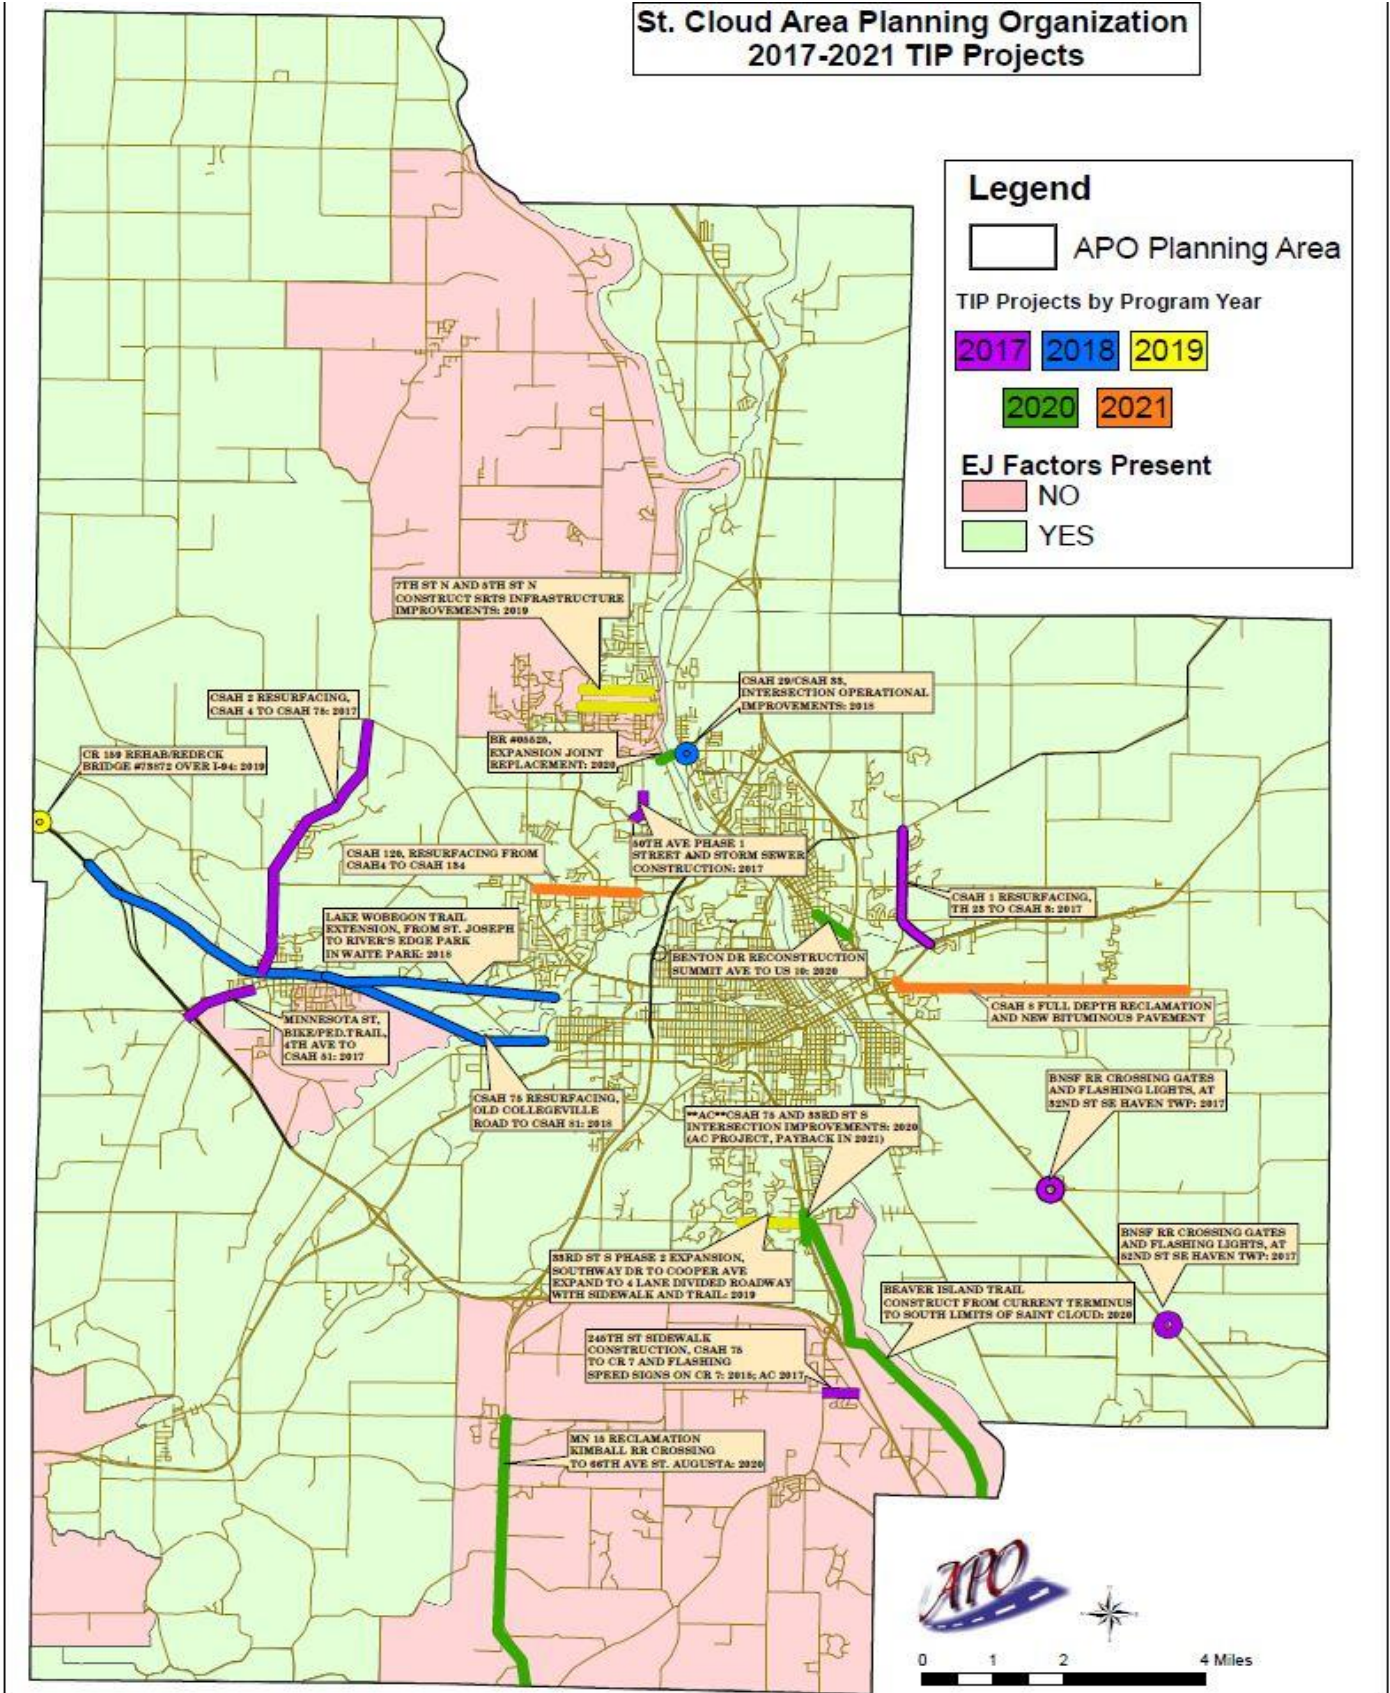 St. Cloud Area Planning Organization
2017-2021 TIP Projects
Legend
APO Planning Area
TIP Projects by Program Year
2017 2018 2019
2020 2021
EJ Factors Present
NO
YES
7TH ST N AND 5TH ST N
CONSTRUCT SRTS INFRASTRUCTURE
IMPROVEMENTS: 2019
CSAH 29/CSAH 33,
INTERSECTION OPERATIONAL
IMPROVEMENTS: 2018
CSAH 2 RESURFACING,
CSAH 4 TO CSAH 75: 2017
BR #05525,
EXPANSION JOINT
REPLACEMENT: 2020
CR 159 REHAB/REDECK
BRIDGE #73872 OVER I-94: 2019
50TH AVE PHASE 1
STREET AND STORM SEWER
CONSTRUCTION: 2017
CSAH 120, RESURFACING FROM
CSAH4 TO CSAH 134
CSAH 1 RESURFACING,
TH 23 TO CSAH 3: 2017
LAKE WOBEGON TRAIL
EXTENSION, FROM ST. JOSEPH
TO RIVER'S EDGE PARK
IN WAITE PARK: 2018
BENTON DR RECONSTRUCTION
SUMMIT AVE TO US 10: 2020
CSAH 8 FULL DEPTH RECLAMATION
AND NEW BITUMINOUS PAVEMENT
MINNESOTA ST,
BIKE/PED.TRAIL,
4TH AVE TO
CSAH 51: 2017
BNSF RR CROSSING GATES
AND FLASHING LIGHTS, AT
32ND ST SE HAVEN TWP: 2017
CSAH 75 RESURFACING,
OLD COLLEGEVILLE
ROAD TO CSAH 81: 2018
**AC**CSAH 75 AND 33RD ST S
INTERSECTION IMPROVEMENTS: 2020
(AC PROJECT, PAYBACK IN 2021)
BNSF RR CROSSING GATES
AND FLASHING LIGHTS, AT
52ND ST SE HAVEN TWP: 2017
33RD ST S PHASE 2 EXPANSION,
SOUTHWAY DR TO COOPER AVE
EXPAND TO 4 LANE DIVIDED ROADWAY
WITH SIDEWALK AND TRAIL: 2019
BEAVER ISLAND TRAIL
CONSTRUCT FROM CURRENT TERMINUS
TO SOUTH LIMITS OF SAINT CLOUD: 2020
245TH ST SIDEWALK
CONSTRUCTION, CSAH 75
TO CR 7 AND FLASHING
SPEED SIGNS ON CR 7: 2015; AC 2017
MN 15 RECLAMATION
KIMBALL RR CROSSING
TO 66TH AVE ST. AUGUSTA: 2020
APO
0 1 2 4 Miles